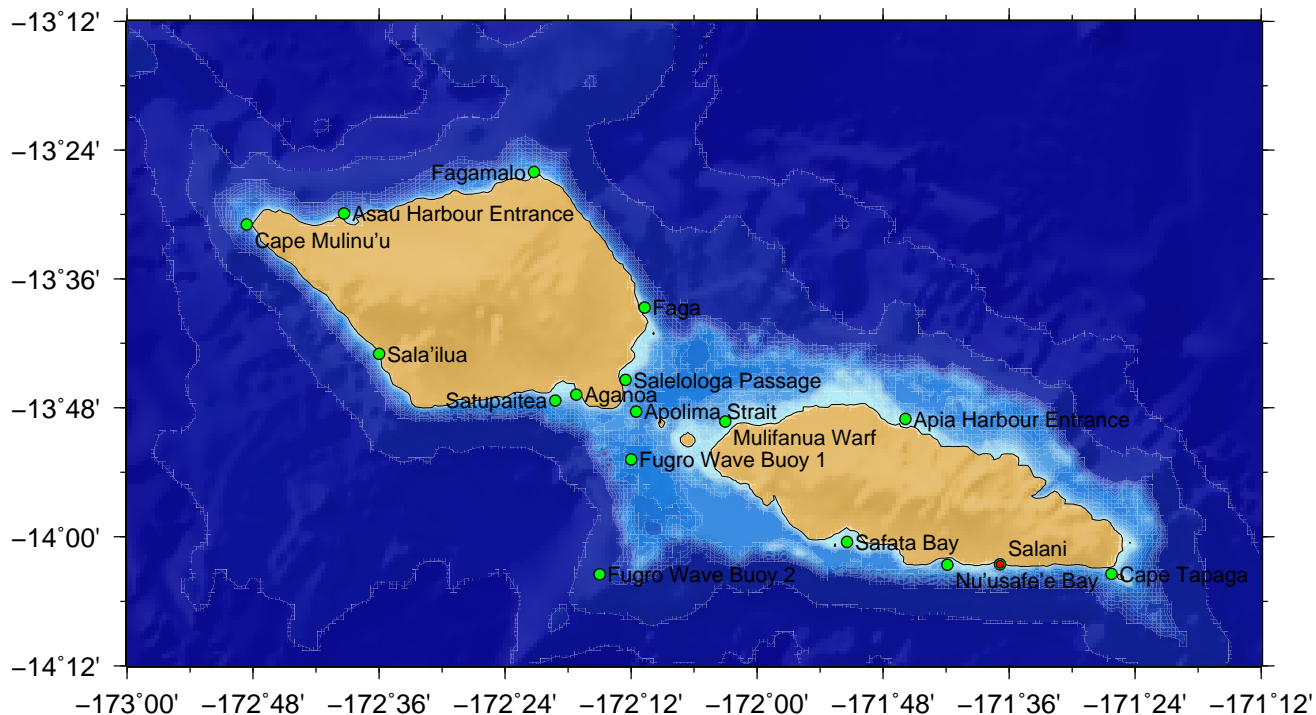 −13˚12'
−13˚24'
−13˚36'
−13˚48'
−14˚00'
−14˚12'
Fagamalo
Asau Harbour Entrance
Cape Mulinu'u
Faga
Sala'ilua
Salelologa Passage
Satupaitea
Aganoa
Apolima Strait
Apia Harbour Entrance
Mulifanua Warf
Fugro Wave Buoy 1
Safata Bay
Salani
Fugro Wave Buoy 2
Nu'usafe'e Bay
Cape Tapaga
−173˚00'
−172˚48'
−172˚36'
−172˚24'
−172˚12'
−172˚00'
−171˚48'
−171˚36'
−171˚24'
−171˚12'